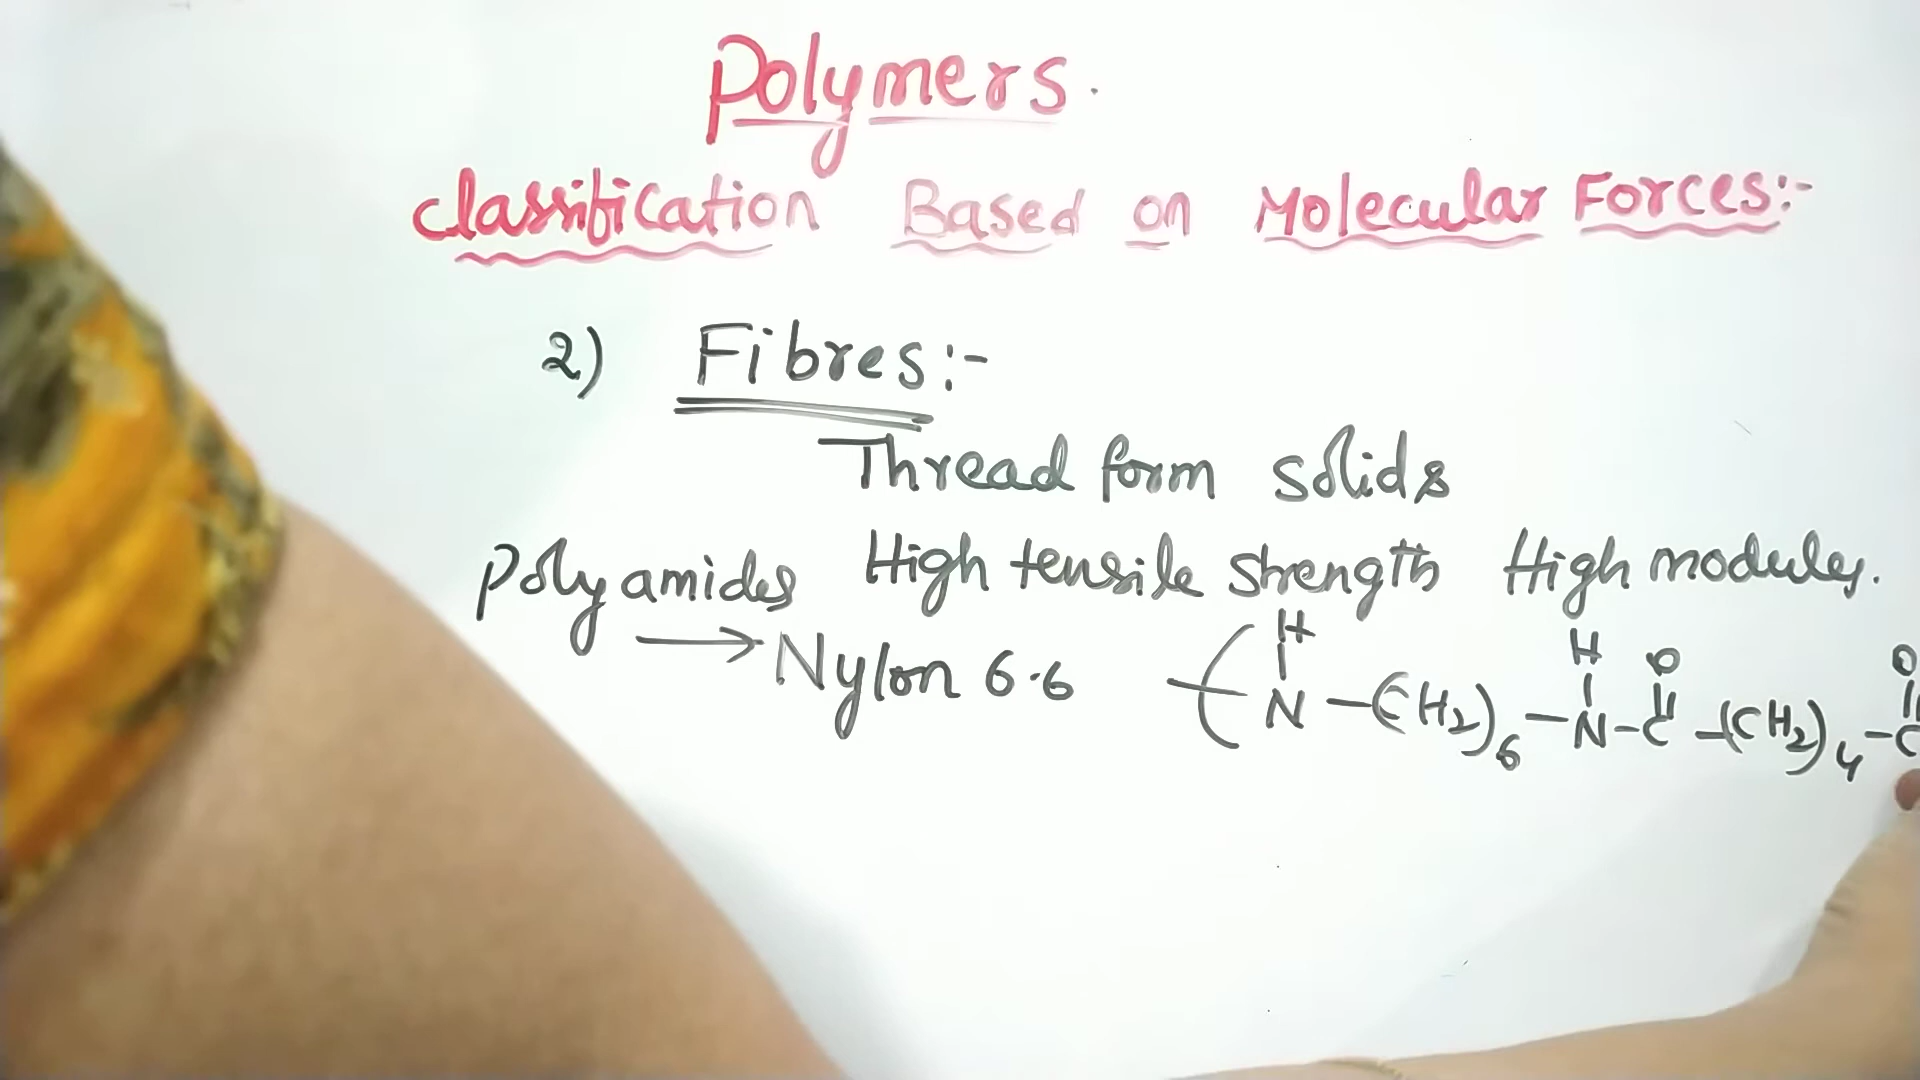 Polymers.
Classification Based on Molecular Forces:-
2) Fibres:-
Thread form solids
Polyamides High tensile strength High modules.
→ Nylon 6.6 (N-(CH2)6-N-C-(CH2)4-C
H H O O